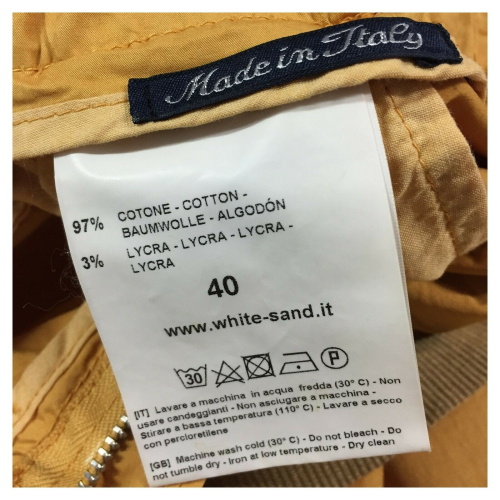 Made in Italy
97% COTONE - COTTON -
BAUMWOLLE - ALGODÓN
3% LYCRA - LYCRA - LYCRA -
LYCRA
40
www.white-sand.it
30 P
[IT] Lavare a macchina in acqua fredda (30° C) - Non
usare candeggianti - Non asciugare a macchina -
Stirare a bassa temperatura (110° C) - Lavare a secco
con percloretilene
[GB] Machine wash cold (30° C) - Do not bleach - Do
not tumble dry - Iron at low temperature - Dry clean